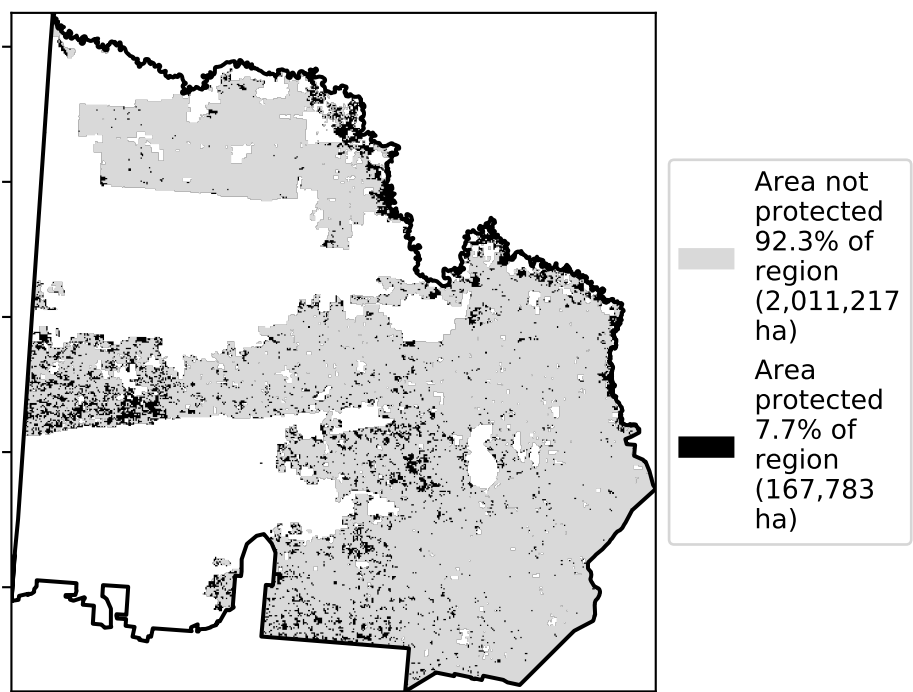 Area not
protected
92.3% of
region
(2,011,217
ha)
Area
protected
7.7% of
region
(167,783
ha)